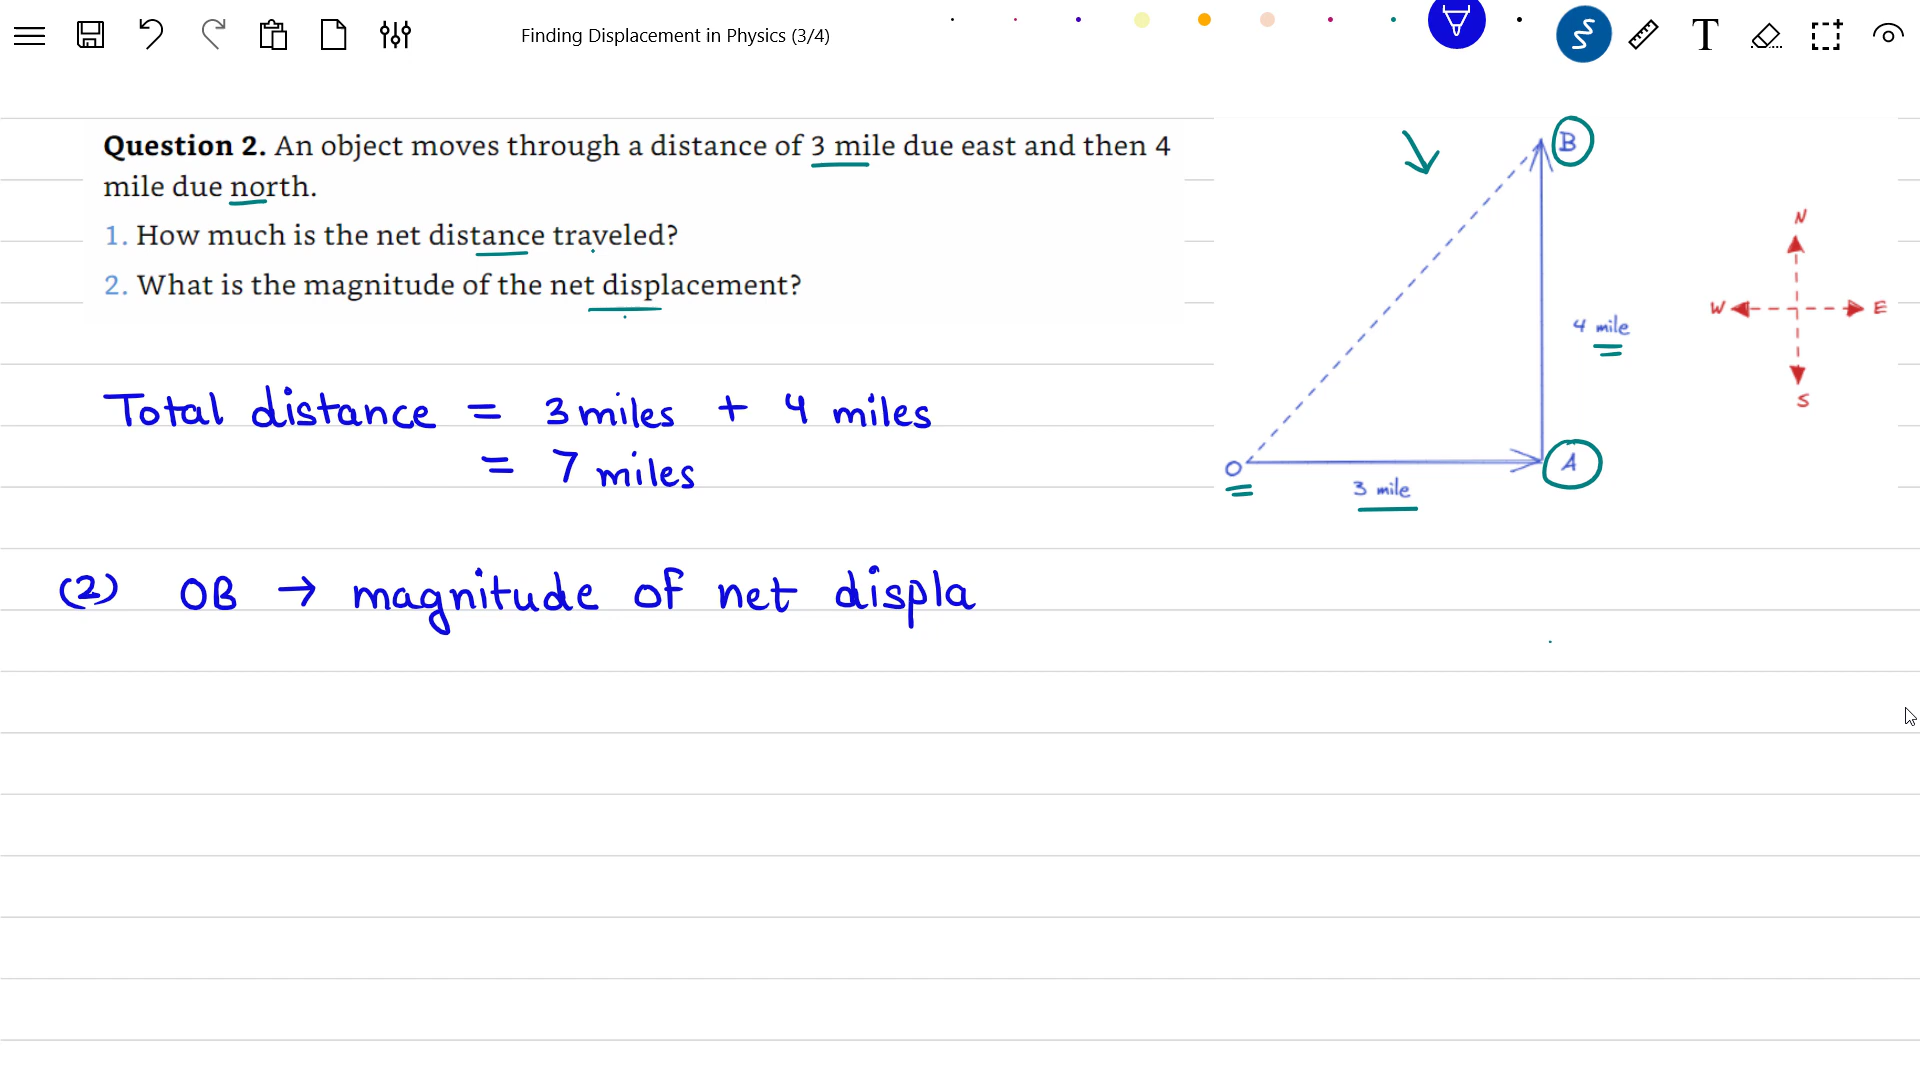 Finding Displacement in Physics (3/4)
T
Question 2. An object moves through a distance of 3 mile due east and then 4
mile due north.
1. How much is the net distance traveled?
2. What is the magnitude of the net displacement?
Total distance = 3 miles + 4 miles
= 7 miles
(2) OB → magnitude of net displa
B
N
W E
S
4 mile
O
A
3 mile